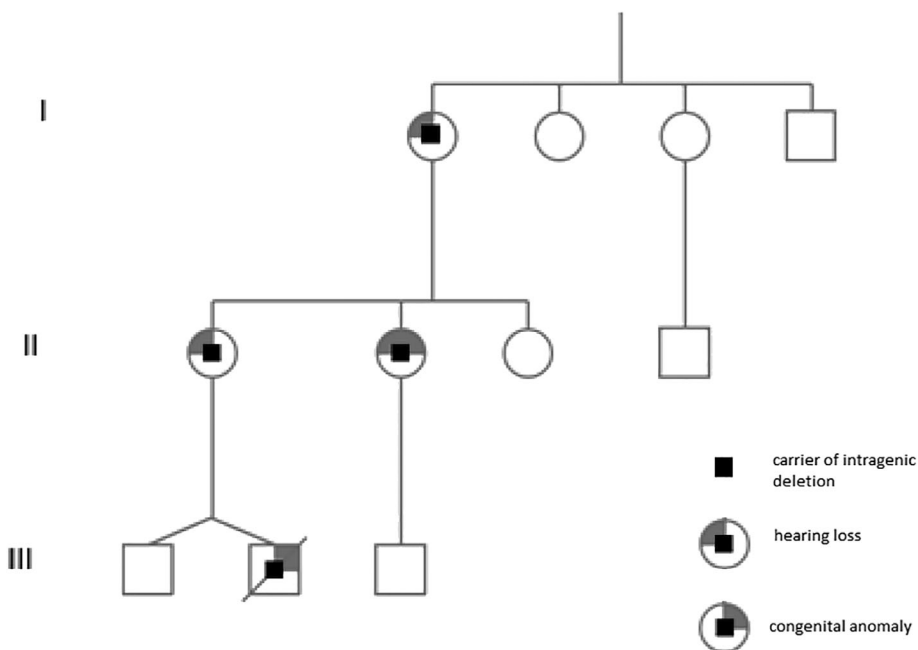 I
II
carrier of intragenic
deletion
hearing loss
III
congenital anomaly